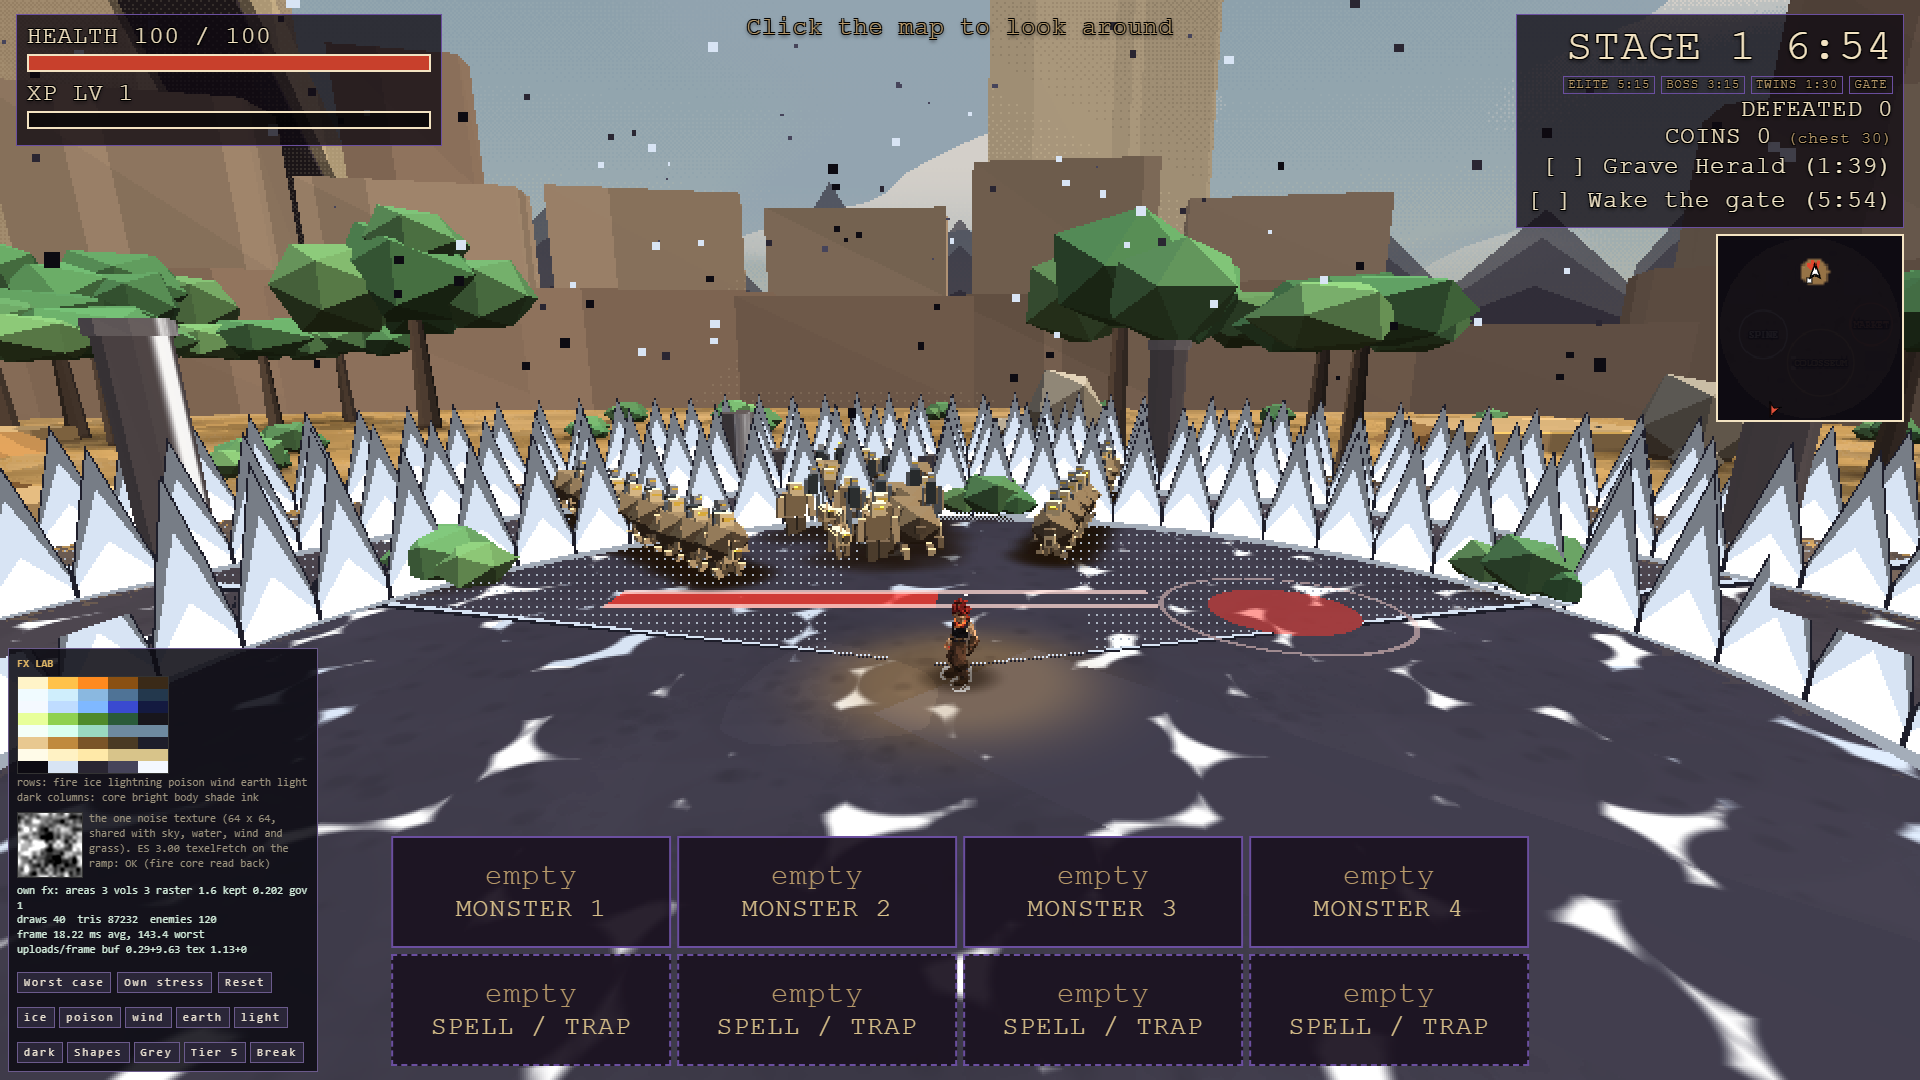 HEALTH 100 / 100
XP LV 1
Click the map to look around
STAGE 1 6:54
ELITE 5:15 BOSS 3:15 TWINS 1:30 GATE
DEFEATED 0
COINS 0 (chest 30)
[ ] Grave Herald (1:39)
[ ] Wake the gate (5:54)
FX LAB
rows: fire ice lightning poison wind earth light
dark columns: core bright body shade ink
the one noise texture (64 x 64,
shared with sky, water, wind and
grass). ES 3.00 texelFetch on the
ramp: OK (fire core read back)
own fx: areas 3 vols 3 raster 1.6 kept 0.202 gov
1
draws 40 tris 87232 enemies 120
frame 18.22 ms avg, 143.4 worst
uploads/frame buf 0.29+9.63 tex 1.13+0
Worst case Own stress Reset
ice poison wind earth light
dark Shapes Grey Tier 5 Break
empty
MONSTER 1
empty
MONSTER 2
empty
MONSTER 3
empty
MONSTER 4
empty
SPELL / TRAP
empty
SPELL / TRAP
empty
SPELL / TRAP
empty
SPELL / TRAP